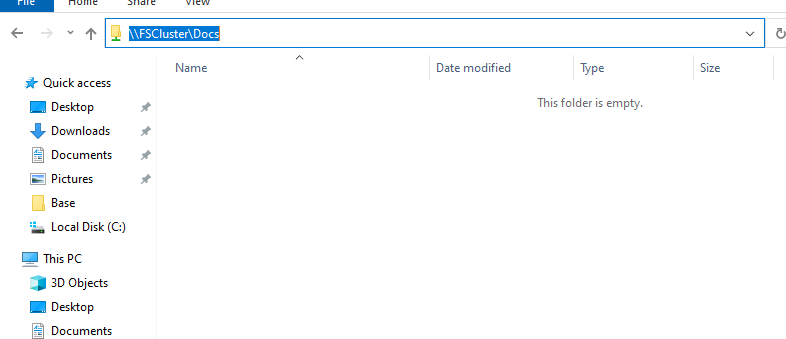 File Home Share View
\\FSCluster\Docs
Name Date modified Type Size
This folder is empty.
Quick access
Desktop
Downloads
Documents
Pictures
Base
Local Disk (C:)
This PC
3D Objects
Desktop
Documents